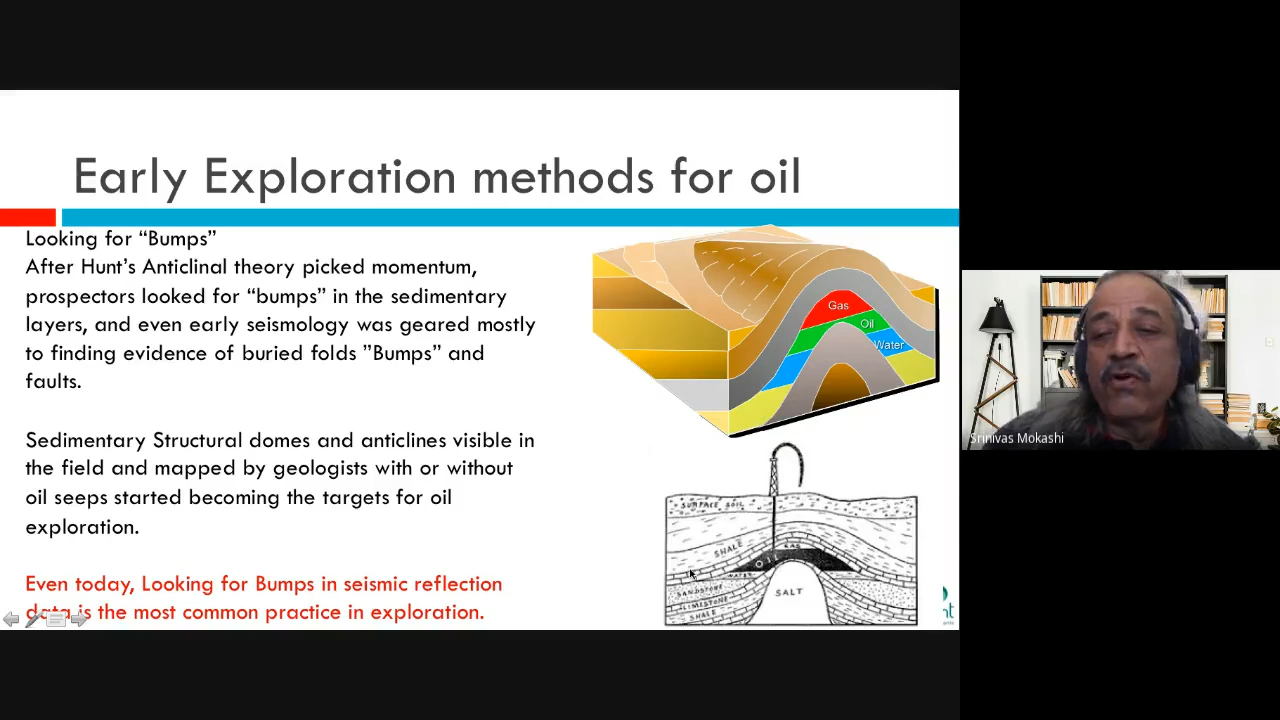 Early Exploration methods for oil
Looking for “Bumps”
After Hunt’s Anticlinal theory picked momentum,
prospectors looked for “bumps” in the sedimentary
layers, and even early seismology was geared mostly
to finding evidence of buried folds ”Bumps” and
faults.
Sedimentary Structural domes and anticlines visible in
the field and mapped by geologists with or without
oil seeps started becoming the targets for oil
exploration.
Even today, Looking for Bumps in seismic reflection
data is the most common practice in exploration.
Gas
Oil
Water
SURFACE SOIL
SHALE
GAS
OIL
WATER
SANDSTONE
LIMESTONE
SHALE
SALT
Srinivas Mokashi